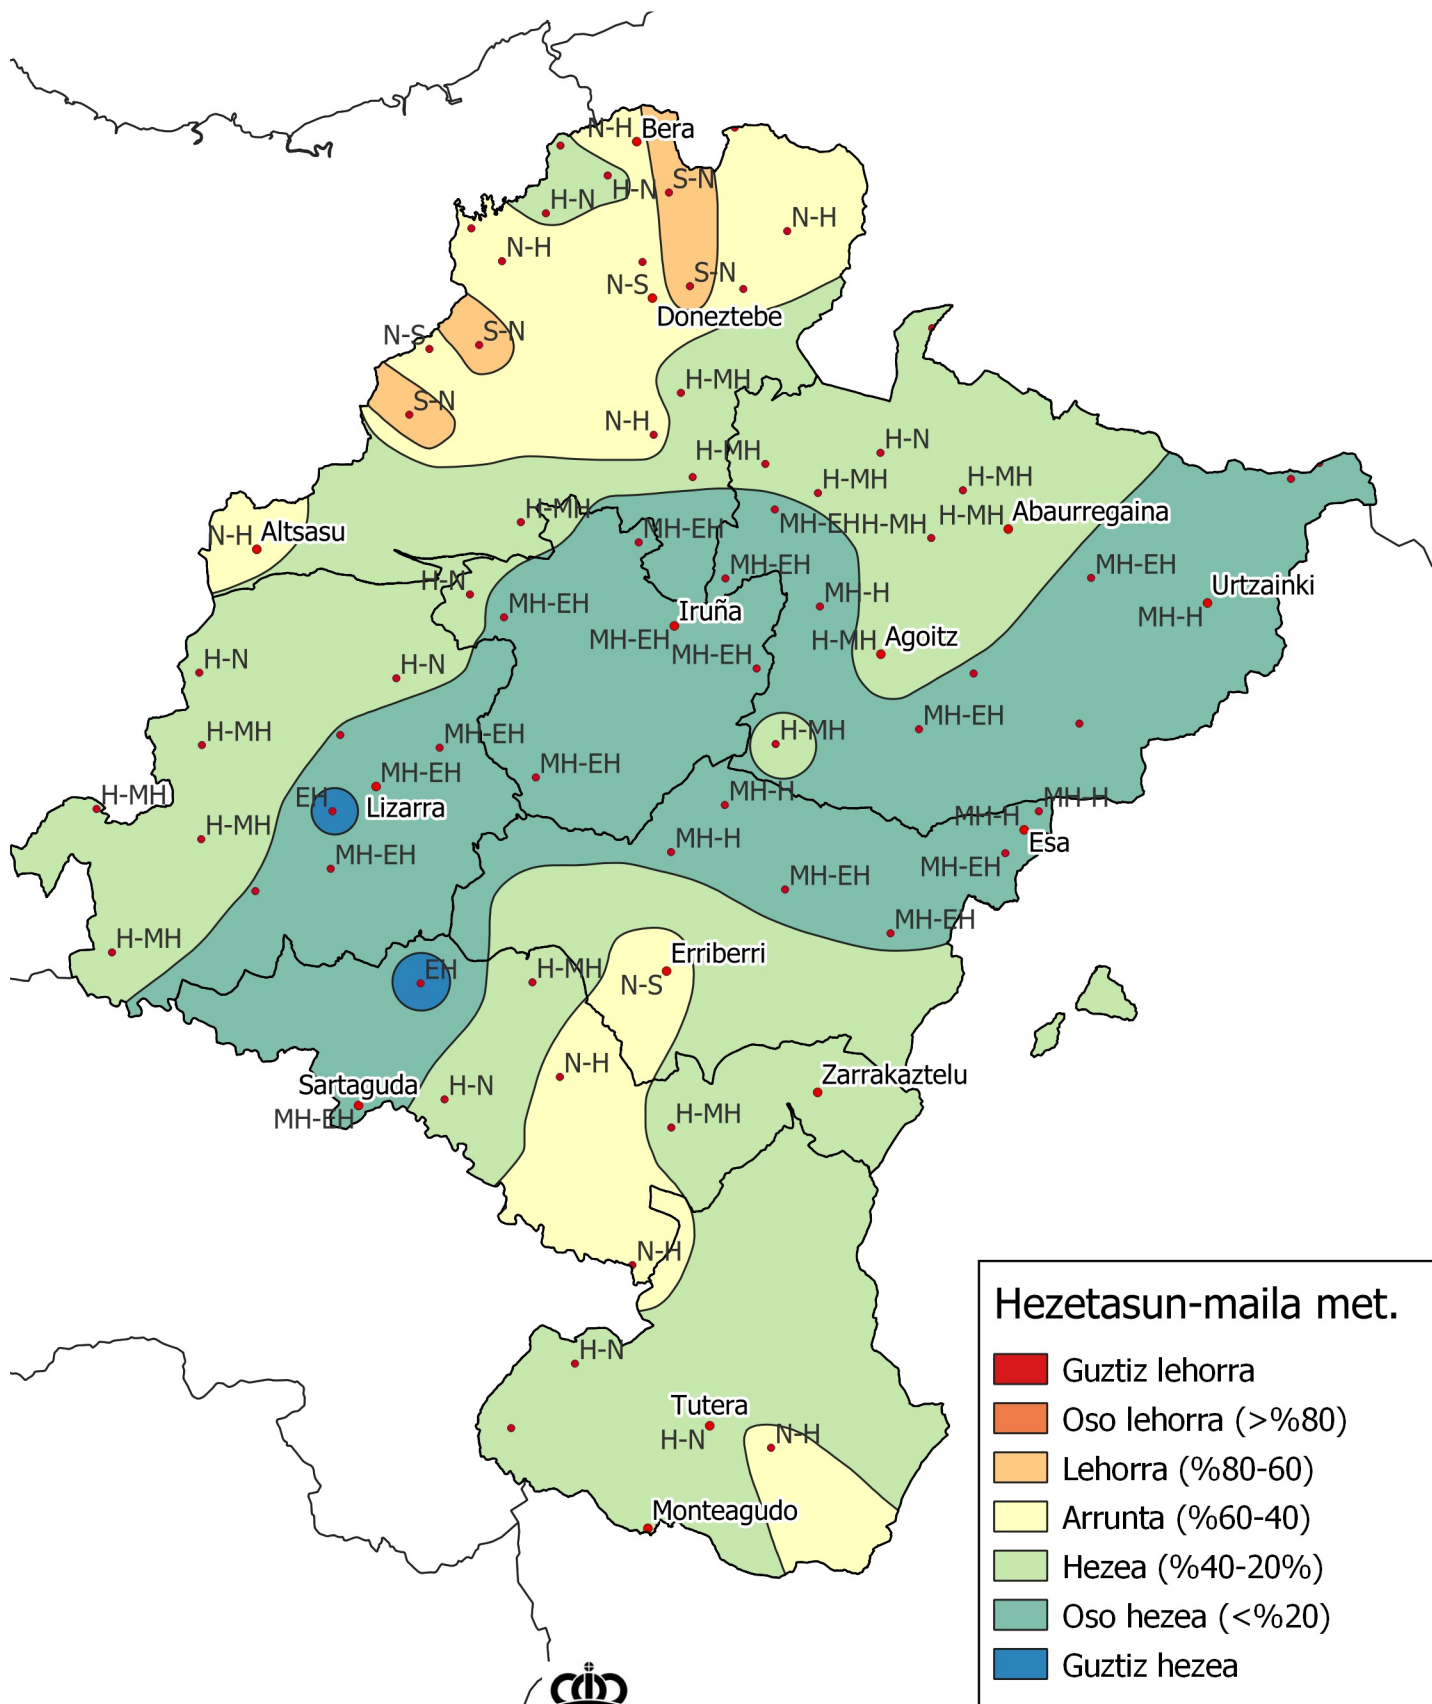 N-H Bera
H-N S-N
H-N N-H
N-H
S-N
N-S
Doneztebe
N-S S-N
H-MH
S-N
N-H
H-N
H-MH
H-MH H-MH
H-MH H-MH Abaurregaina
N-H Altsasu MH-EH MH-EH H-MH
MH-EH MH-EH
H-N Urtzainki
MH-EH Iruña MH-H MH-H
MH-EH H-MH Agoitz
H-N H-N MH-EH
MH-EH
H-MH MH-EH H-MH
MH-EH MH-EH
H-MH EH MH-H MH-H
Lizarra MH-H
H-MH MH-H Esa
MH-EH MH-EH
MH-EH
MH-EH
H-MH
Erriberri
EH H-MH
N-S
N-H
Sartaguda H-N Zarrakaztelu
MH-EH H-MH
N-H
H-N
Tutera
H-N N-H
Monteagudo
Hezetasun-maila met.
Guztiz lehorra
Oso lehorra (>%80)
Lehorra (%80-60)
Arrunta (%60-40)
Hezea (%40-20%)
Oso hezea (<%20)
Guztiz hezea